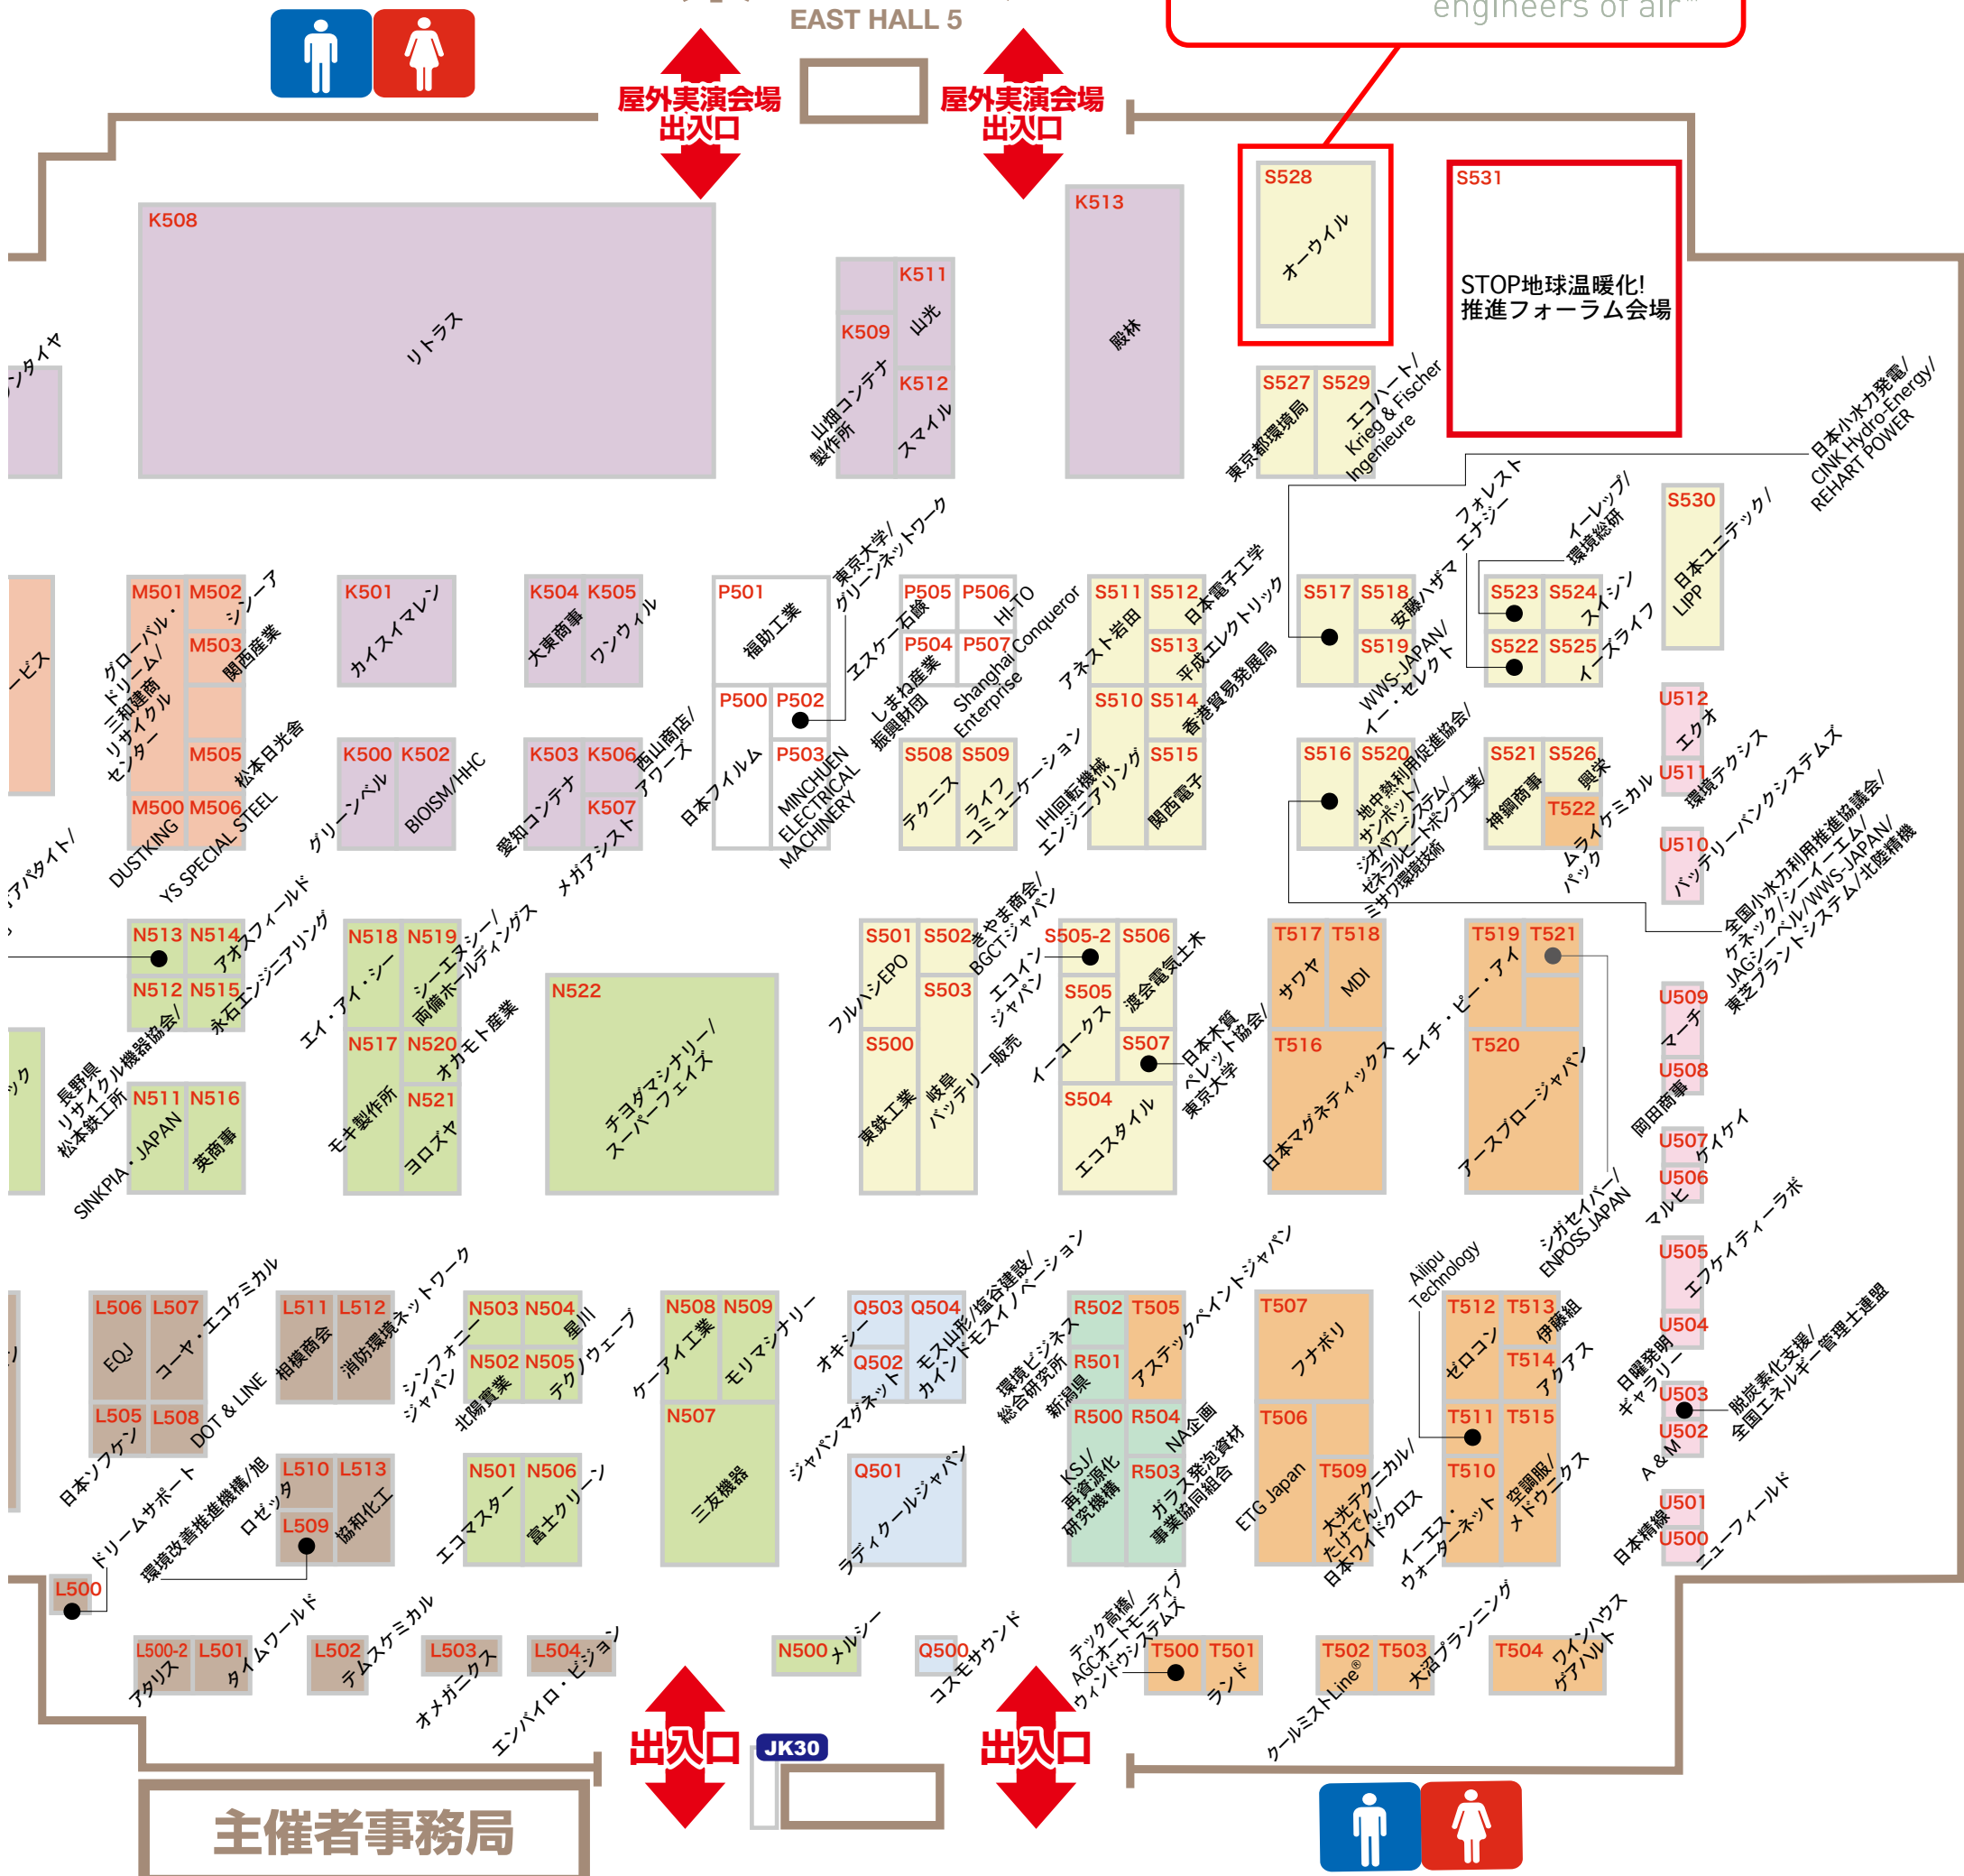 EAST HALL 5
engineers of air™
屋外実演会場
出入口
屋外実演会場
出入口
K508
リトラス
K511
山光
K509
山畑コンテナ
製作所
K512
スマイル
K513
殿林
S528
オーウイル
S531
STOP地球温暖化!
推進フォーラム会場
S527
東京都環境局
S529
エコハート/
Krieg & Fischer
Ingenieure
日本小水力発電/
CINK Hydro-Energy/
REHART POWER
S530
日本ユニテック/
LIPP
M501
グローバル・
ドリーム/
三和建商
リサイクル
センター
M502
シンーア
M503
関西産業
M505
松本日光舎
M500
DUSTKING
M506
YS SPECIAL STEEL
K501
カイスイマレン
K504
大東商事
K505
ワンウィル
K500
グリーンベル
K502
BIOISM/HHC
K503
愛知コンテナ
K506
西山商店/
アワーズ
K507
メガアシスト
P501
福助工業
P500
日本フイルム
P502
東京大学/
グリーンネットワーク
P503
MINCHUEN
ELECTRICAL
MACHINERY
P505
ヱスケー石鹸
P506
HI-TO
P504
しまね産業
振興財団
P507
Shanghai Conqueror
Enterprise
S508
テクニス
S509
ライフ
コミュニケーション
S511
アネスト岩田
S512
日本電子工学
S513
平成エレクトリック
S510
IHI回転機械
エンジニアリング
S514
香港貿易発展局
S515
関西電子
S517
S518
安藤ハザマ
S519
WWS-JAPAN/
イー・セレクト
S516
S520
地中熱利用促進協会/
サンポット/
ジオパワーシステム/
ゼネラルヒートポンプ工業/
ミサワ環境技術
フォレスト
エナジー
イーレップ/
環境総研
S523
S524
スイシン
S522
S525
イーズライフ
S521
神鋼商事
S526
興栄
T522
ムライケミカル
パック
U512
エクオ
U511
環境テクシス
U510
バッテリーバンクシステムズ
全国小水力利用推進協議会/
ケネック/シーイーエム/
JAGシーベル/WWS-JAPAN/
東芝プラントシステム/北陸精機
N513
N514
アオスフィールド
N512
長野県
リサイクル機器協会/
松本鉄工所
N515
永石エンジニアリング
N511
SINKPIA・JAPAN
N516
英商事
N518
エイ・アイ・シー
N519
シーエヌシー/
両備ホールディングス
N517
モキ製作所
N520
オカモト産業
N521
ヨロズヤ
N522
チヨダマシナリー/
スーパーフェイズ
S501
フルハシEPO
S502
きやま商会/
BGCTジャパン
S503
岐阜
バッテリー販売
S500
東鉄工業
S505-2
エコイン
ジャパン
S506
渡会電気土木
S505
イーコークス
S507
日本木質
ペレット協会/
東京大学
S504
エコスタイル
T517
サワヤ
T518
MDI
T516
日本マグネティックス
T519
エイチ・ピー・アイ
T521
シガセイバー/
ENPOSS JAPAN
T520
アースブロージャパン
U509
マーチ
U508
岡田商事
U507
ケイケイ
U506
マルヒ
U505
エフケイティーラボ
U504
日曜発明
ギャラリー
U503
脱炭素化支援/
全国エネルギー管理士連盟
U502
A & M
U501
日本精線
U500
ニューフィールド
L506
EQJ
L507
コーヤ・エコケミカル
L505
日本ソフケン
L508
DOT & LINE
L511
相模商会
L512
消防環境ネットワーク
L510
ロゼッタ
L513
協和化工
L509
環境改善推進機構/旭
L500
ドリームサポート
L500-2
アタリス
L501
タイムワールド
L502
テムスケミカル
L503
オメガニクス
L504
エンバイロ・ビジョン
N503
シンフォニー
ジャパン
N504
星川
N502
北陽實業
N505
テクノウェーブ
N501
エコマスター
N506
富士クリーン
N508
ケーアイ工業
N509
モリマシナリー
N507
三友機器
N500
メルシー
Q503
オキシー
Q504
モス山形/塩谷建設/
カインドモスイノベーション
Q502
ジャパンマグネット
Q501
ラディクールジャパン
Q500
コスモサウンド
R502
環境ビジネス
総合研究所
R501
新潟県
R500
KSJ/
再資源化
研究機構
R504
NA企画
R503
ガラス発泡資材
事業協同組合
T505
アステックペイントジャパン
T507
フナボリ
T506
ETG Japan
T509
大光テクニカル/
たけでん/
日本ワイドクロス
Ailipu
Technology
T512
ゼロコン
T513
伊藤組
T514
アクアス
T511
T515
空調服/
メドウニクス
T510
イーエス・
ウォーターネット
T500
テック高橋/
AGCオートモーティブ
ウィンドウシステムズ
T501
ランド
T502
クールミストLine®
T503
大沼プランニング
T504
ワインハウス
ゲアハルト
出入口
JK30
出入口
主催者事務局